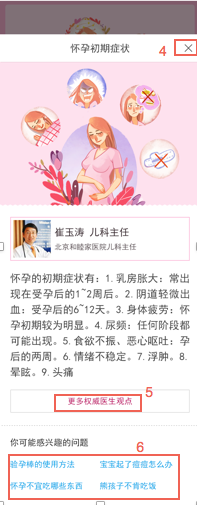 怀孕初期症状
4
崔玉涛 儿科主任
北京和睦家医院儿科主任
怀孕的初期症状有：1. 乳房胀大：常出
现在受孕后的1~2周后。2. 阴道轻微出
血：受孕后的6~12天。3. 身体疲劳：怀
孕初期较为明显。4. 尿频：任何阶段都
可能出现。5. 食欲不振、恶心呕吐：孕
后的两周。6. 情绪不稳定。7. 浮肿。8.
晕眩。9. 头痛
5
更多权威医生观点
你可能感兴趣的问题
6
验孕棒的使用方法 宝宝起了痘痘怎么办
怀孕不宜吃哪些东西 熊孩子不肯吃饭